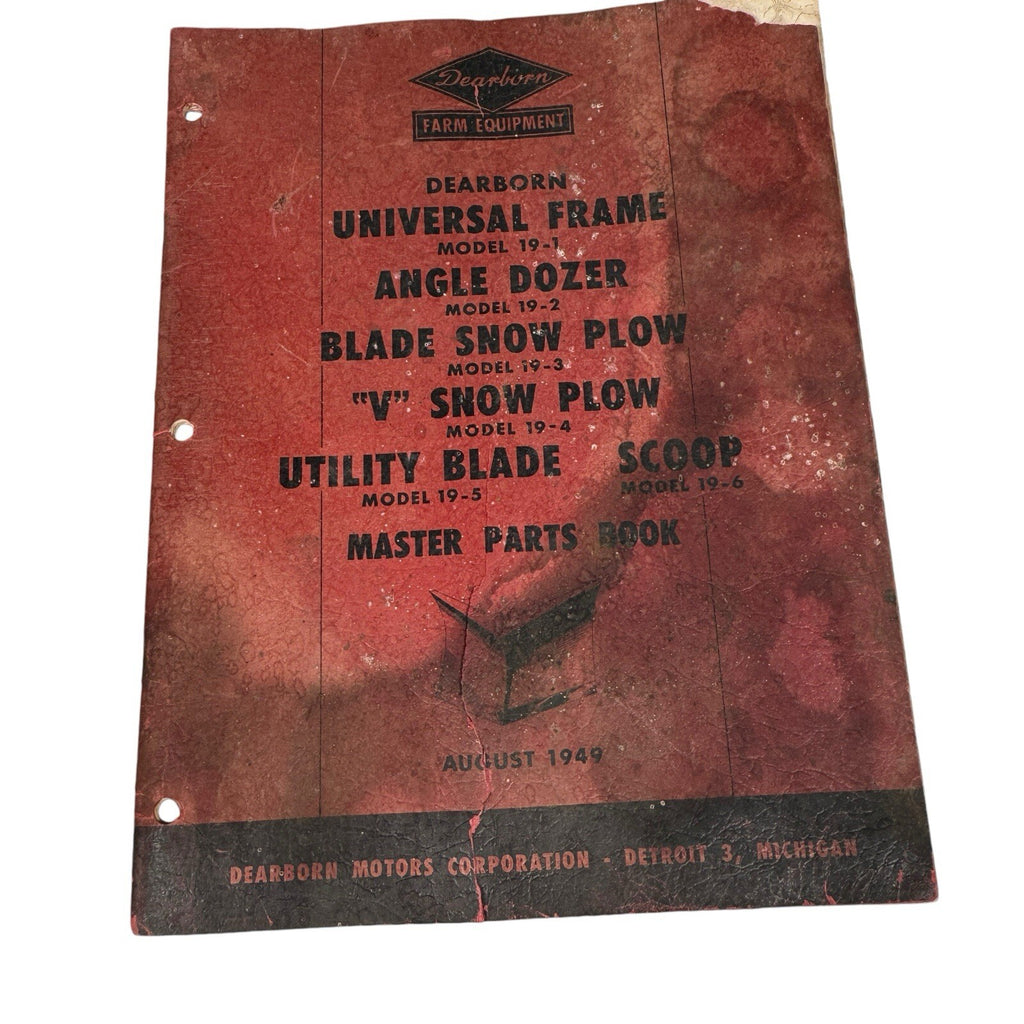 Dearborn
FARM EQUIPMENT
DEARBORN
UNIVERSAL FRAME
MODEL 19-1
ANGLE DOZER
MODEL 19-2
BLADE SNOW PLOW
MODEL 19-3
"V" SNOW PLOW
MODEL 19-4
UTILITY BLADE SCOOP
MODEL 19-5 MODEL 19-6
MASTER PARTS BOOK
AUGUST 1949
DEARBORN MOTORS CORPORATION - DETROIT 3, MICHIGAN